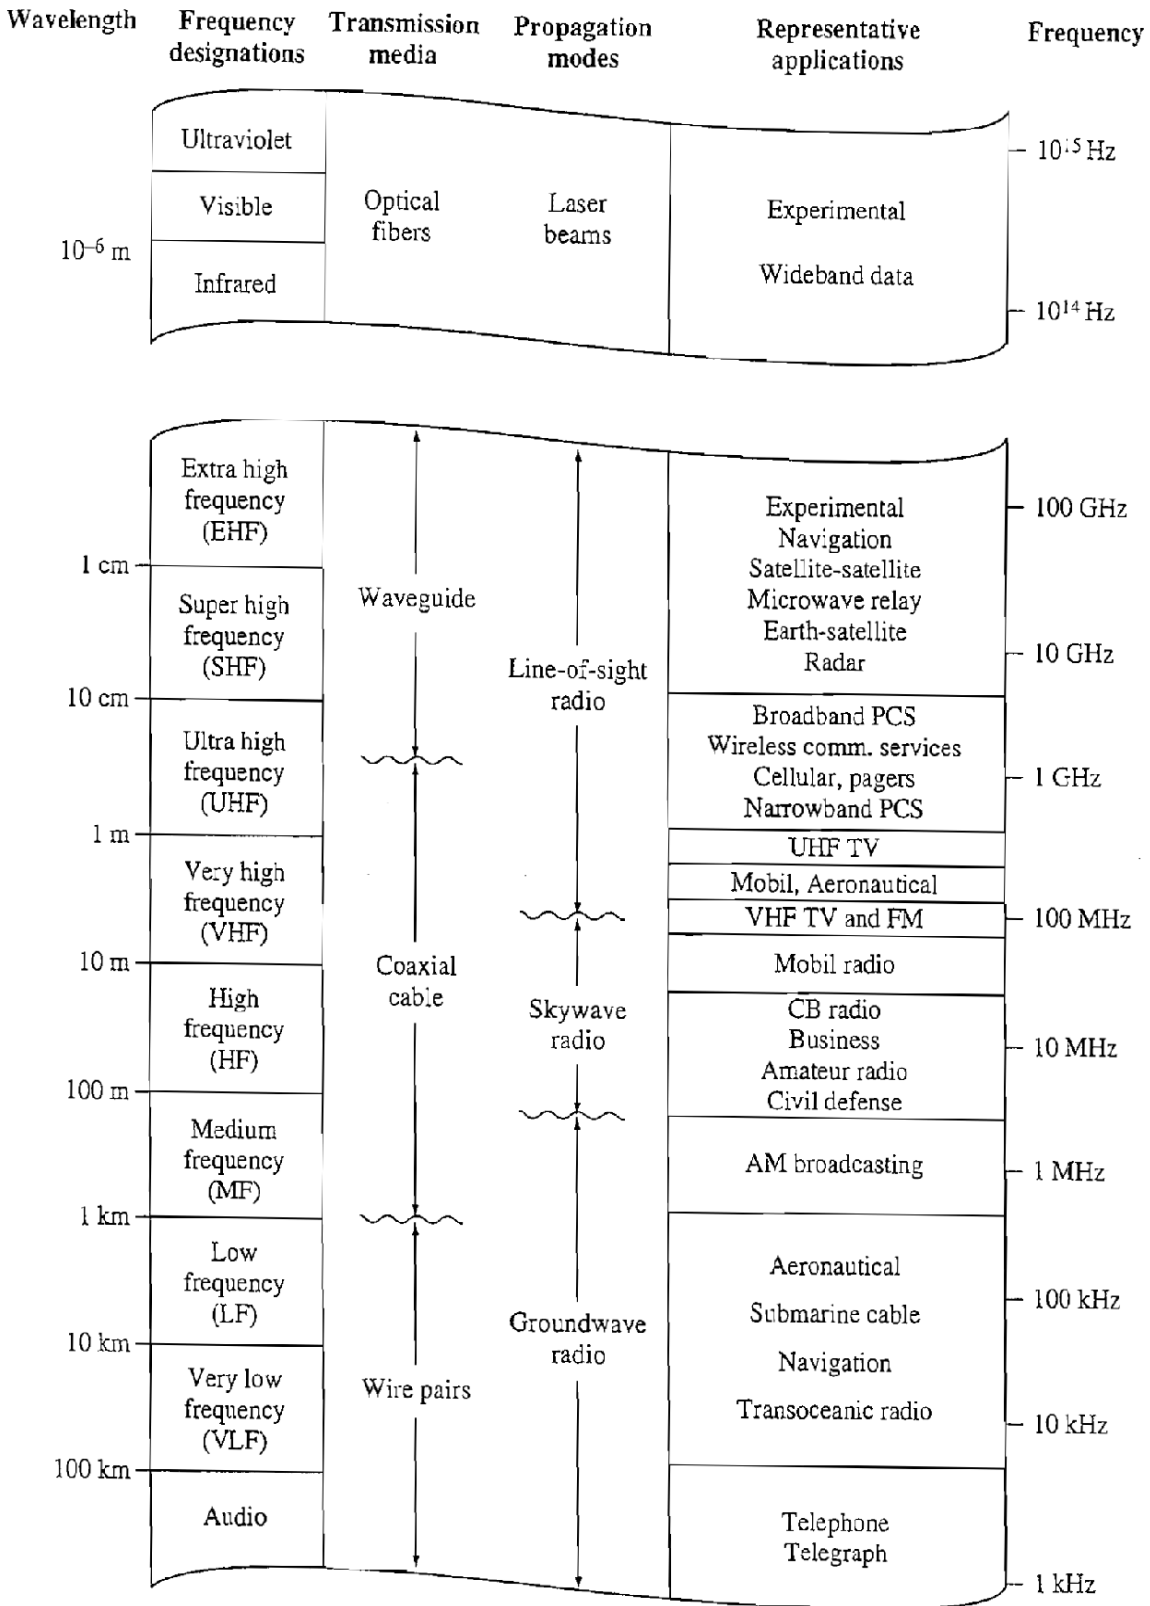 Wavelength
Frequency
designations
Transmission
media
Propagation
modes
Representative
applications
Frequency
Ultraviolet
Visible
Infrared
10–6 m
Optical
fibers
Laser
beams
Experimental
Wideband data
1015 Hz
1014 Hz
Extra high
frequency
(EHF)
1 cm
Super high
frequency
(SHF)
10 cm
Ultra high
frequency
(UHF)
1 m
Very high
frequency
(VHF)
10 m
High
frequency
(HF)
100 m
Medium
frequency
(MF)
1 km
Low
frequency
(LF)
10 km
Very low
frequency
(VLF)
100 km
Audio
Waveguide
Coaxial
cable
Wire pairs
Line-of-sight
radio
Skywave
radio
Groundwave
radio
Experimental
Navigation
Satellite-satellite
Microwave relay
Earth-satellite
Radar
Broadband PCS
Wireless comm. services
Cellular, pagers
Narrowband PCS
UHF TV
Mobil, Aeronautical
VHF TV and FM
Mobil radio
CB radio
Business
Amateur radio
Civil defense
AM broadcasting
Aeronautical
Submarine cable
Navigation
Transoceanic radio
Telephone
Telegraph
100 GHz
10 GHz
1 GHz
100 MHz
10 MHz
1 MHz
100 kHz
10 kHz
1 kHz